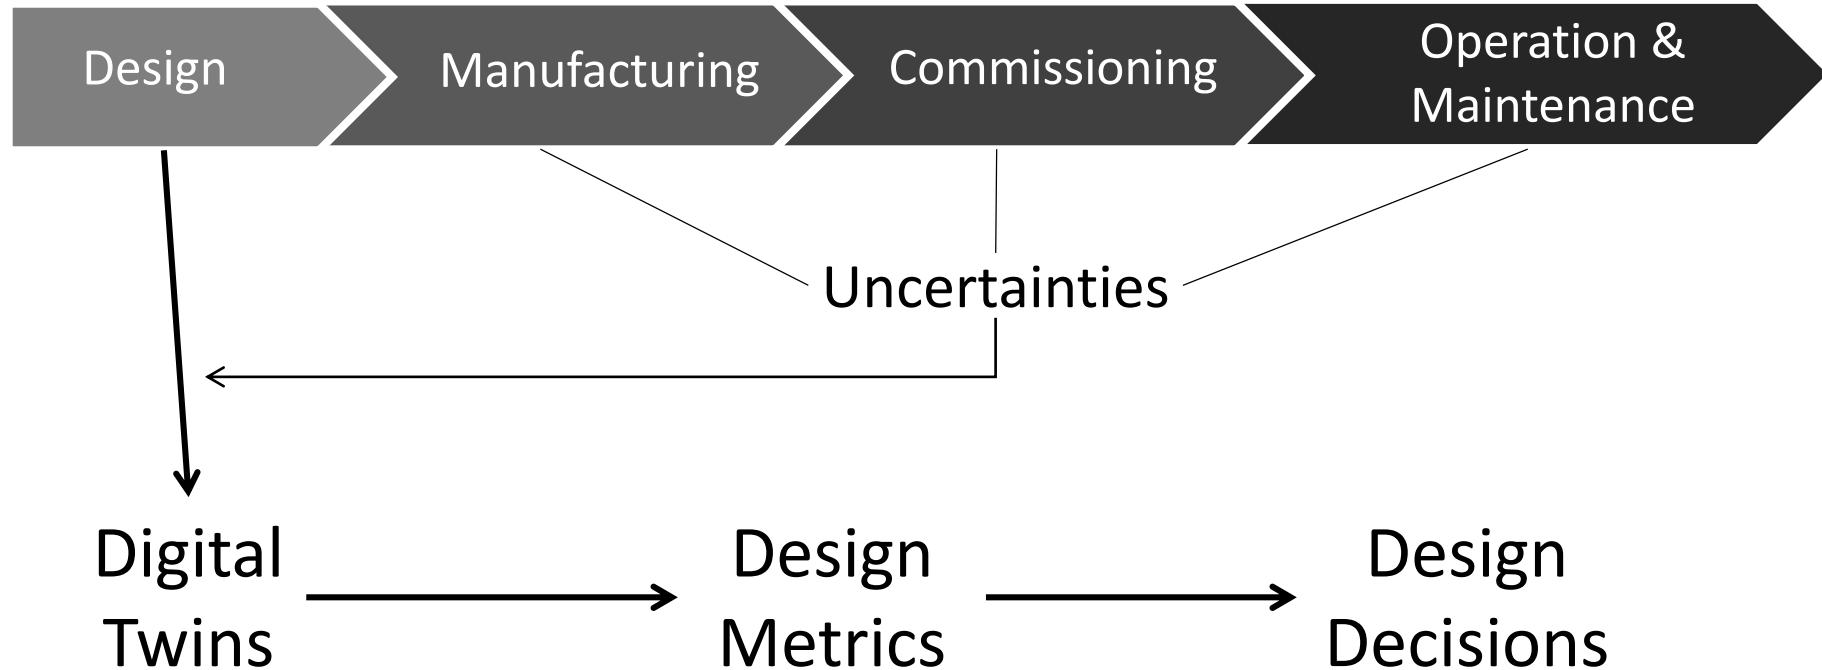 Design
Manufacturing
Commissioning
Operation &
Maintenance
Uncertainties
Digital
Twins
Design
Metrics
Design
Decisions